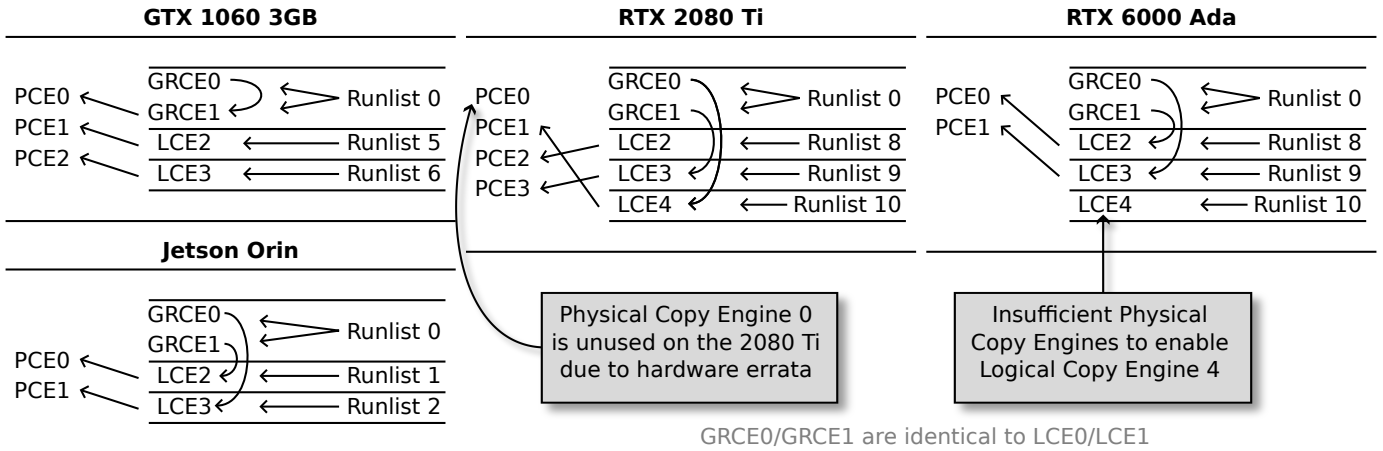 GTX 1060 3GB
GRCE0
GRCE1
LCE2
LCE3
PCE0
PCE1
PCE2
Runlist 0
Runlist 5
Runlist 6
RTX 2080 Ti
GRCE0
GRCE1
LCE2
LCE3
LCE4
PCE0
PCE1
PCE2
PCE3
Runlist 0
Runlist 8
Runlist 9
Runlist 10
RTX 6000 Ada
GRCE0
GRCE1
LCE2
LCE3
LCE4
PCE0
PCE1
Runlist 0
Runlist 8
Runlist 9
Runlist 10
Jetson Orin
GRCE0
GRCE1
LCE2
LCE3
PCE0
PCE1
Runlist 0
Runlist 1
Runlist 2
Physical Copy Engine 0
is unused on the 2080 Ti
due to hardware errata
Insufficient Physical
Copy Engines to enable
Logical Copy Engine 4
GRCE0/GRCE1 are identical to LCE0/LCE1